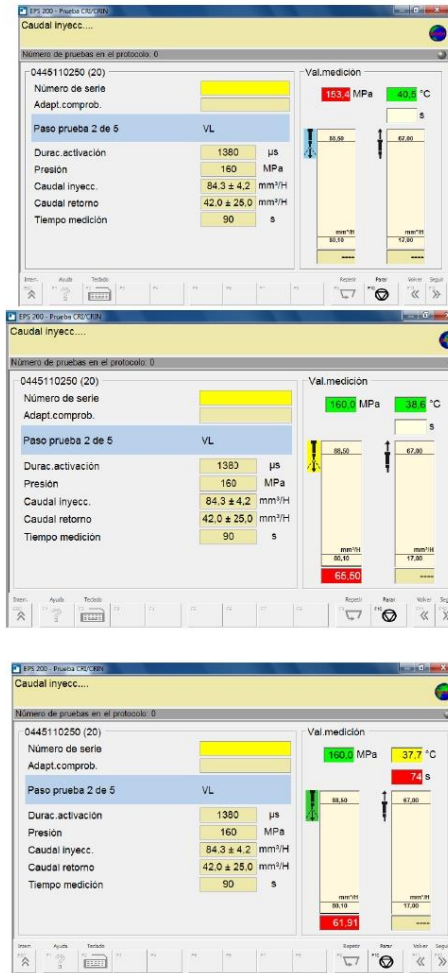 EPS 200 - Prueba CRI/CRIN
Caudal inyecc....
Número de pruebas en el protocolo: 0
0445110250 (20)
Val.medición
Número de serie
153,4 MPa 40,5 °C
Adapt.comprob.
s
Paso prueba 2 de 5 VL
88,50 67,00
Durac.activación 1380 µs
Presión 160 MPa
Caudal inyecc. 84,3 ± 4,2 mm³/H
Caudal retorno 42,0 ± 25,0 mm³/H
Tiempo medición 90 s
mm³/H mm³/H
80,10 17,00
----
Interr. Ayuda Teclado Repetir Parar Volver Seguir
EPS 200 - Prueba CRI/CRIN
Caudal inyecc....
Número de pruebas en el protocolo: 0
0445110250 (20)
Val.medición
Número de serie
160,0 MPa 38,6 °C
Adapt.comprob.
s
Paso prueba 2 de 5 VL
88,50 67,00
Durac.activación 1380 µs
Presión 160 MPa
Caudal inyecc. 84,3 ± 4,2 mm³/H
Caudal retorno 42,0 ± 25,0 mm³/H
Tiempo medición 90 s
mm³/H mm³/H
80,10 17,00
65,50 ----
Interr. Ayuda Teclado Repetir Parar Volver
EPS 200 - Prueba CRI/CRIN
Caudal inyecc....
Número de pruebas en el protocolo: 0
0445110250 (20)
Val.medición
Número de serie
160,0 MPa 37,7 °C
Adapt.comprob.
74 s
Paso prueba 2 de 5 VL
88,50 67,00
Durac.activación 1380 µs
Presión 160 MPa
Caudal inyecc. 84,3 ± 4,2 mm³/H
Caudal retorno 42,0 ± 25,0 mm³/H
Tiempo medición 90 s
mm³/H mm³/H
80,10 17,00
61,91 ----
Interr. Ayuda Teclado Repetir Parar Volver